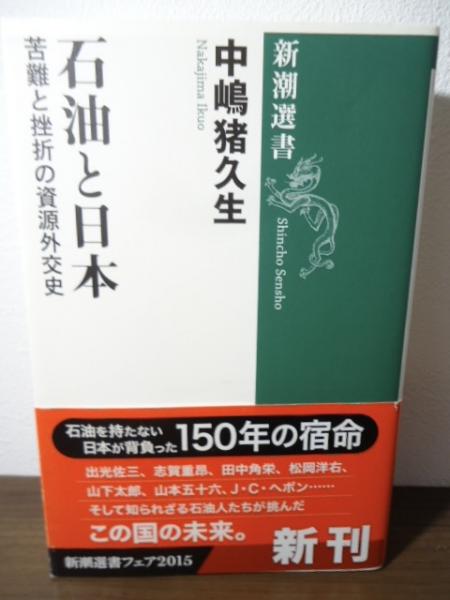 新潮選書
Shincho Sensho
中嶋猪久生
Nakajima Ikuo
石油と日本
苦難と挫折の資源外交史
石油を持たない
日本が背負った150年の宿命
出光佐三、志賀重昂、田中角栄、松岡洋右、
山下太郎、山本五十六、J・C・ヘボン……
そして知られざる石油人たちが挑んだ
この国の未来。
新刊
新潮選書フェア2015